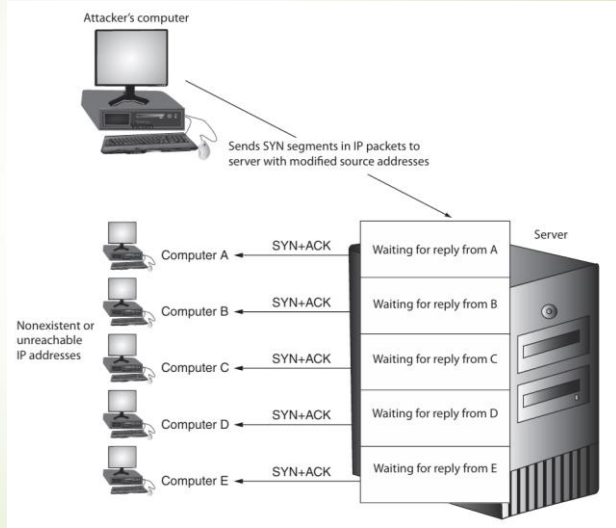 Attacker's computer
Sends SYN segments in IP packets to
server with modified source addresses
Server
Computer A
SYN+ACK
Waiting for reply from A
Computer B
SYN+ACK
Waiting for reply from B
Nonexistent or
unreachable
IP addresses
Computer C
SYN+ACK
Waiting for reply from C
Computer D
SYN+ACK
Waiting for reply from D
Computer E
SYN+ACK
Waiting for reply from E